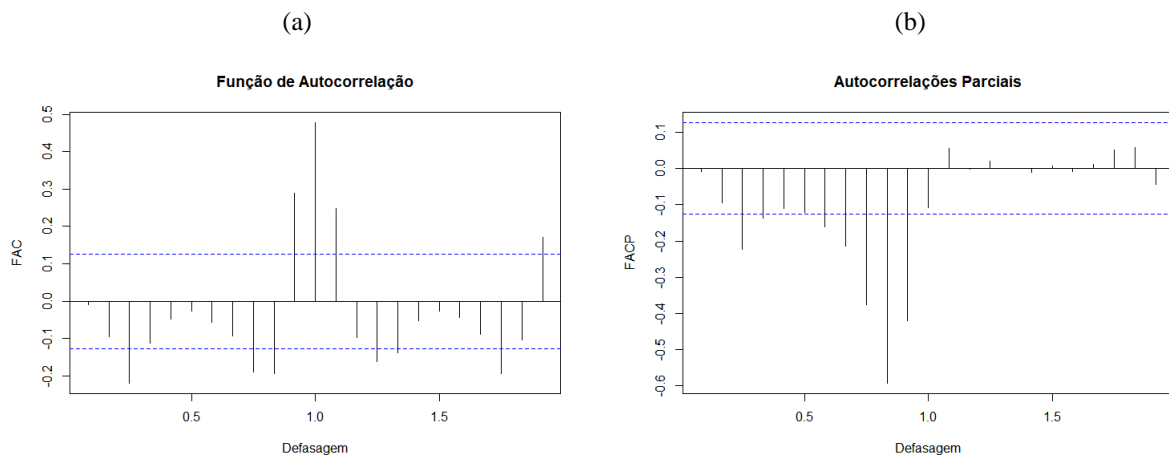 (a)
Função de Autocorrelação
FAC
0.5
0.4
0.3
0.2
0.1
0.0
-0.1
-0.2
0.5
1.0
1.5
Defasagem
(b)
Autocorrelações Parciais
FACP
0.1
0.0
-0.1
-0.2
-0.3
-0.4
-0.5
-0.6
0.5
1.0
1.5
Defasagem